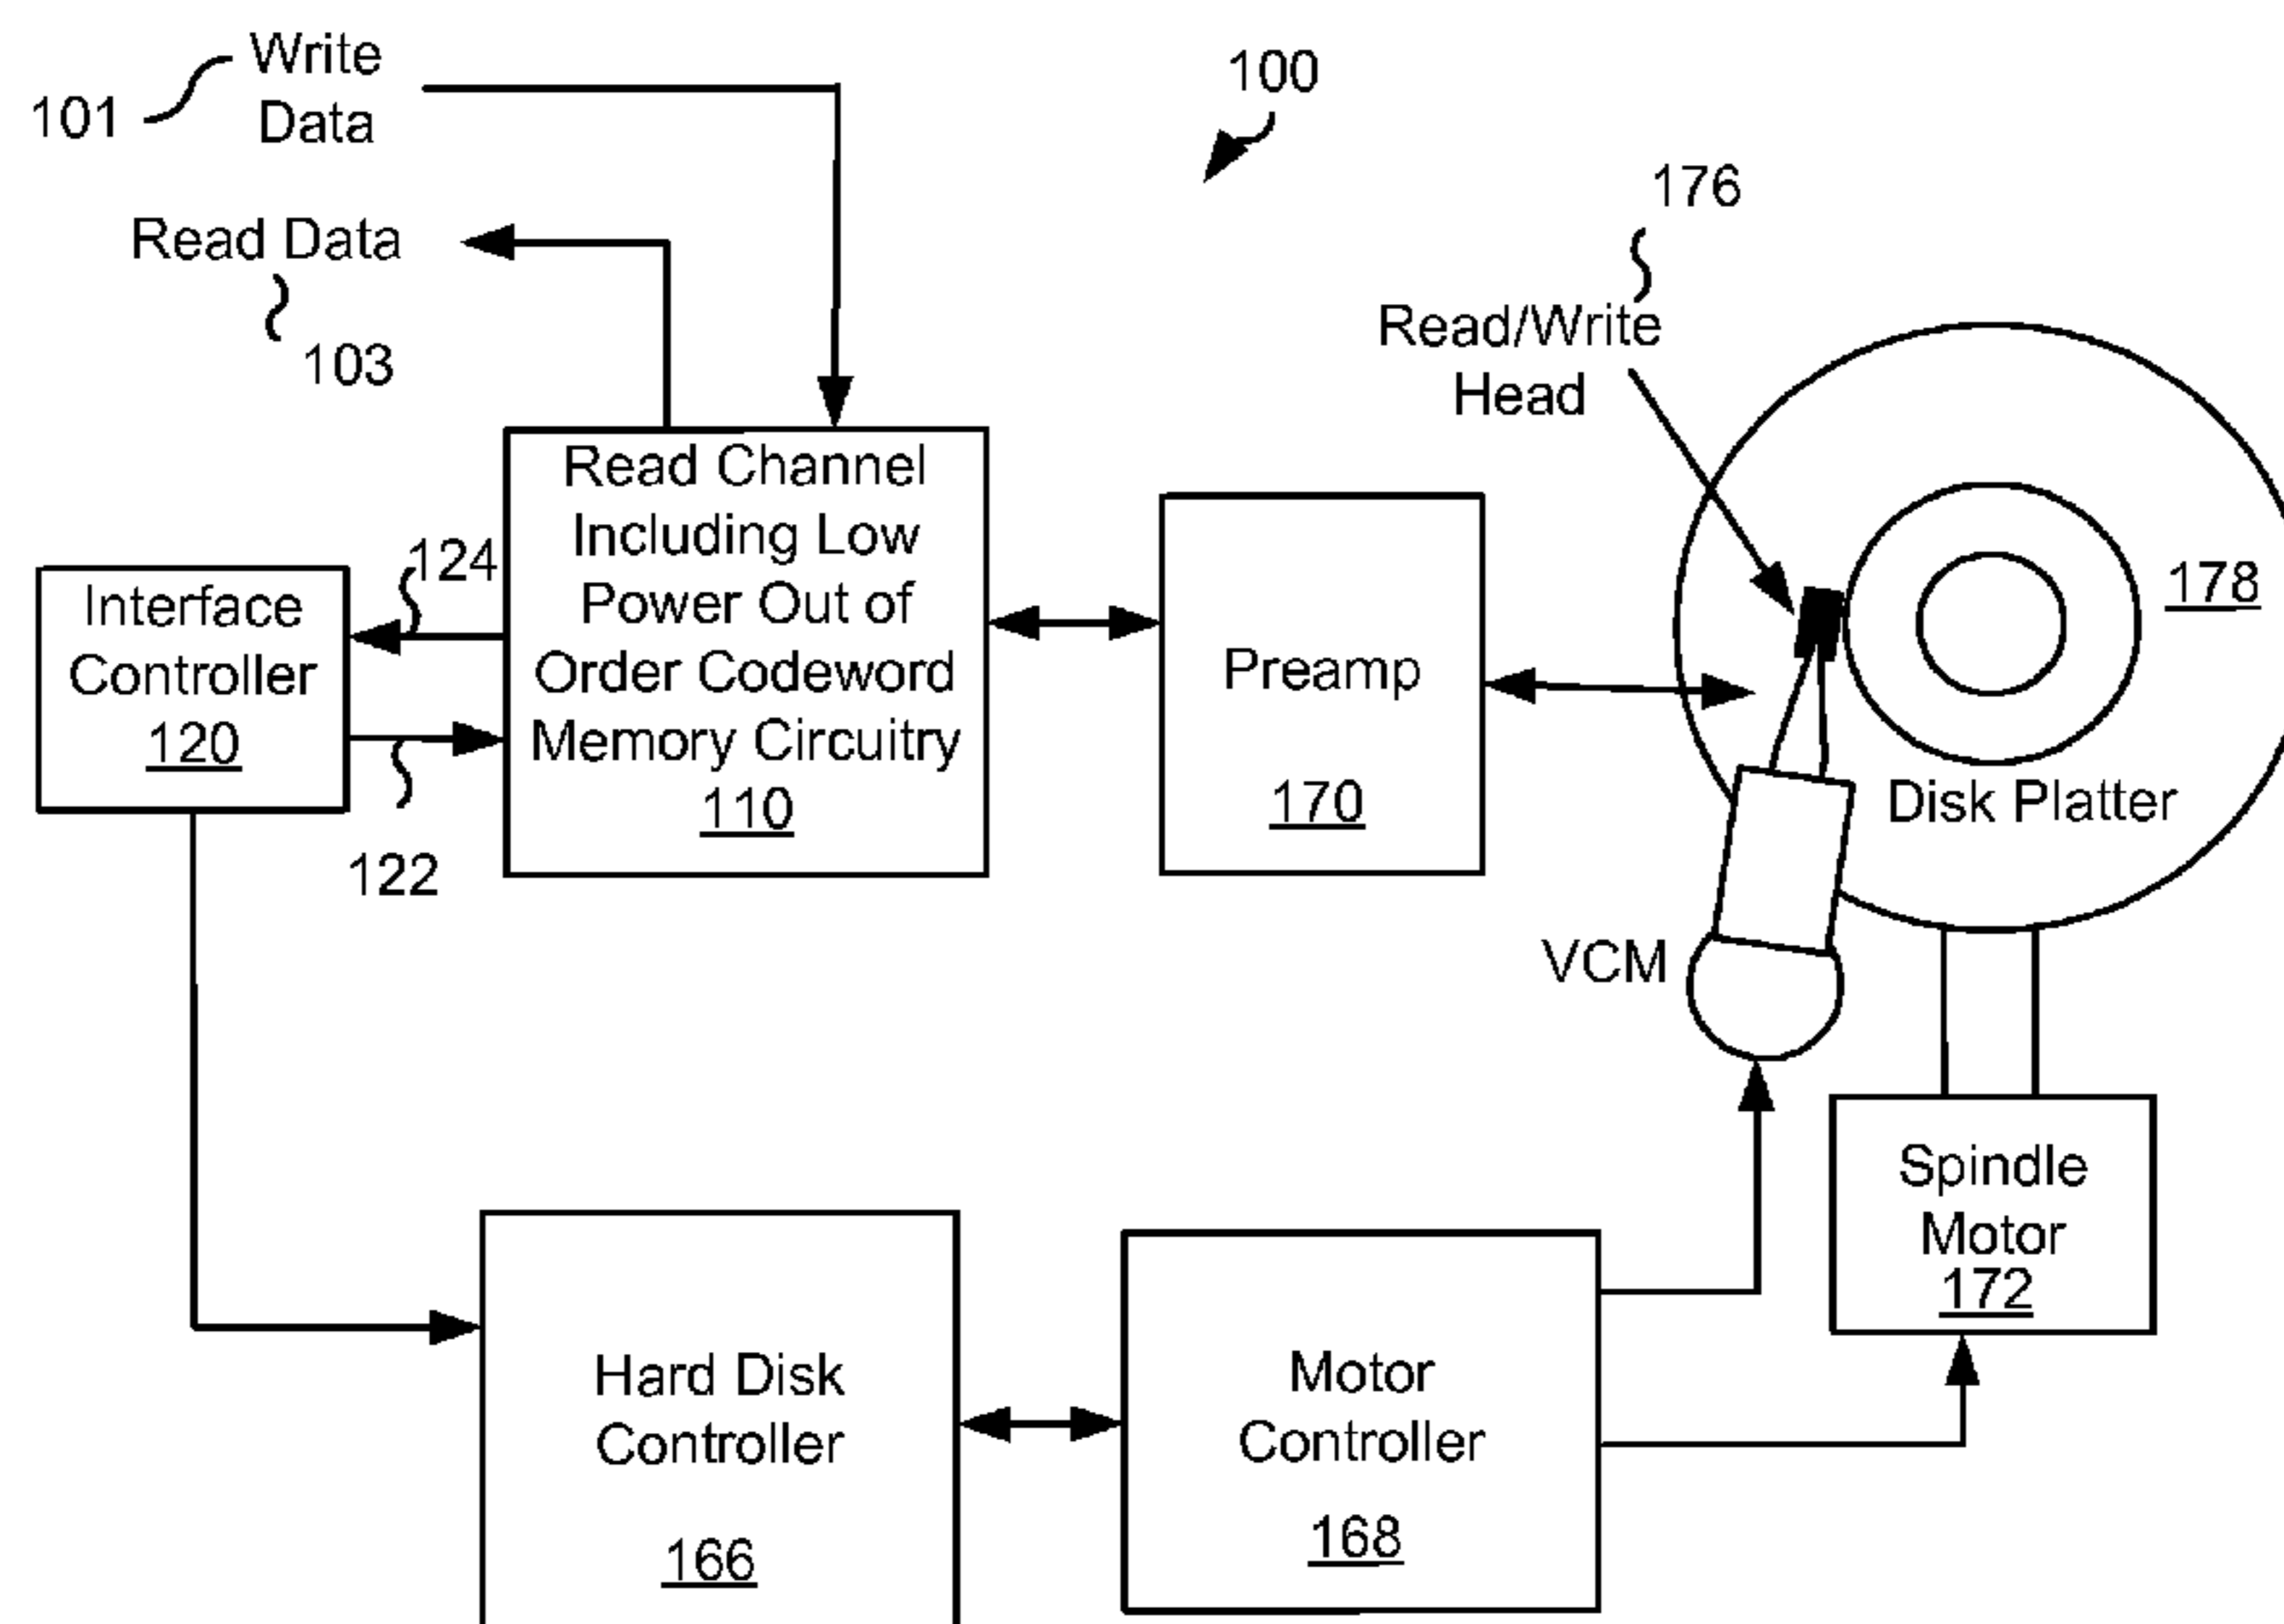 Write
Data
101
100
Read Data
103
176
Read/Write
Head
Read Channel
Including Low
Power Out of
Order Codeword
Memory Circuitry
110
124
Interface
Controller
120
122
Preamp
170
178
Disk Platter
VCM
Spindle
Motor
172
Hard Disk
Controller
166
Motor
Controller
168